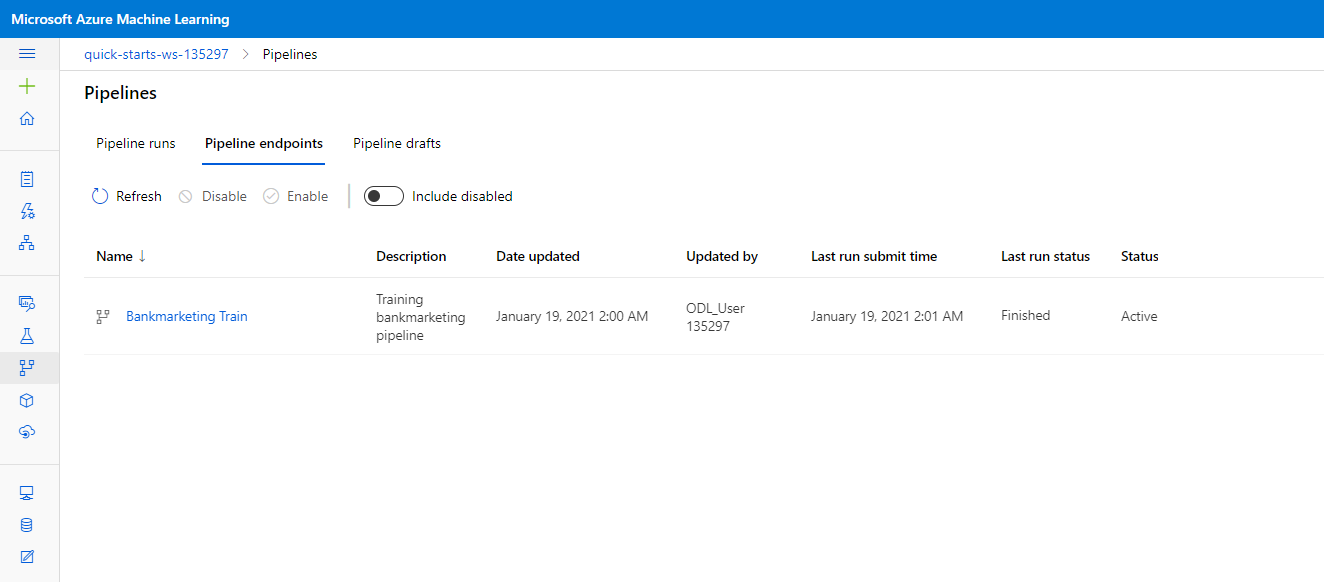 Microsoft Azure Machine Learning
quick-starts-ws-135297 > Pipelines
Pipelines
Pipeline runs Pipeline endpoints Pipeline drafts
Refresh Disable Enable Include disabled
Name ↓ Description Date updated Updated by Last run submit time Last run status Status
Bankmarketing Train
Training
bankmarketing
pipeline
January 19, 2021 2:00 AM
ODL_User
135297
January 19, 2021 2:01 AM
Finished
Active